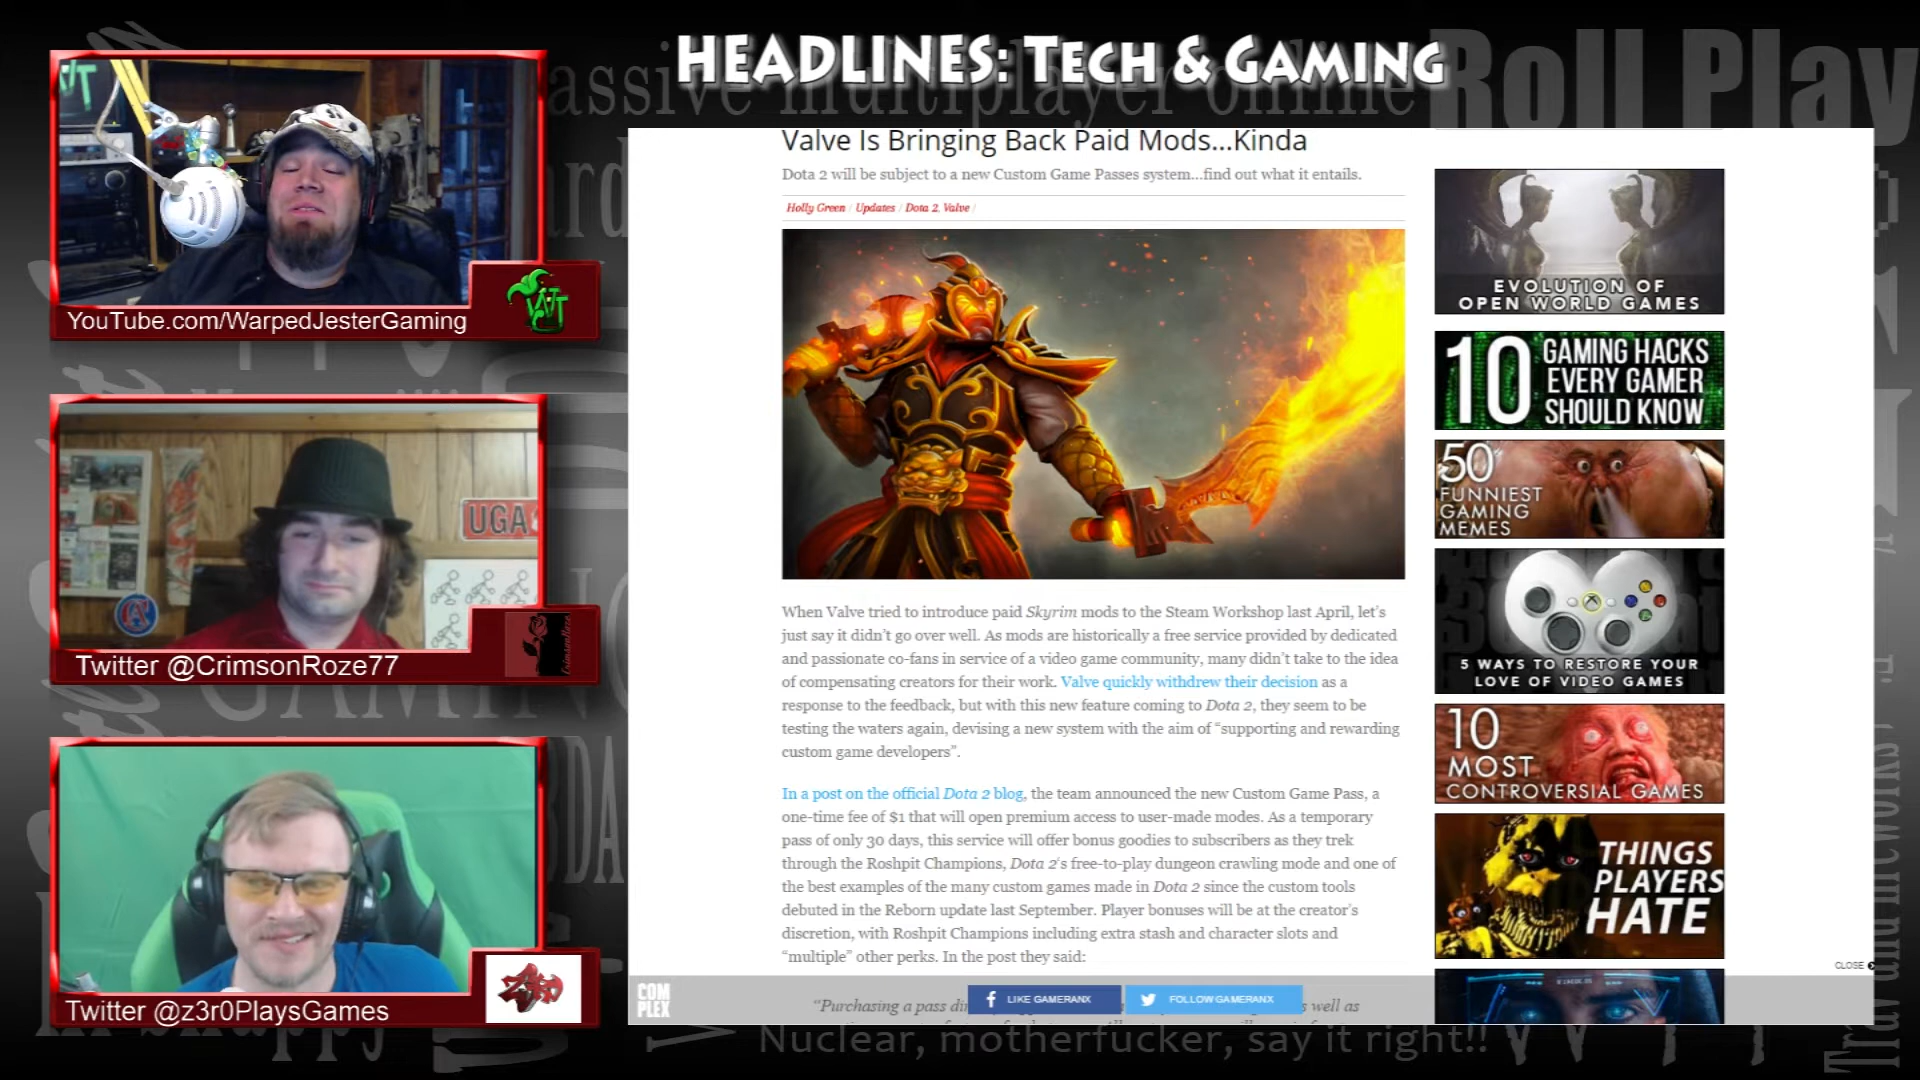 HEADLINES: TECH & GAMING
Roll Play
assive multiplayer online
YouTube.com/WarpedJesterGaming
UGA
Twitter @CrimsonRoze77
Twitter @z3r0PlaysGames
Valve Is Bringing Back Paid Mods...Kinda
Dota 2 will be subject to a new Custom Game Passes system...find out what it entails.
Holly Green / Updates / Dota 2, Valve /
When Valve tried to introduce paid Skyrim mods to the Steam Workshop last April, let's
just say it didn't go over well. As mods are historically a free service provided by dedicated
and passionate co-fans in service of a video game community, many didn't take to the idea
of compensating creators for their work. Valve quickly withdrew their decision as a
response to the feedback, but with this new feature coming to Dota 2, they seem to be
testing the waters again, devising a new system with the aim of “supporting and rewarding
custom game developers”.
In a post on the official Dota 2 blog, the team announced the new Custom Game Pass, a
one-time fee of $1 that will open premium access to user-made modes. As a temporary
pass of only 30 days, this service will offer bonus goodies to subscribers as they trek
through the Roshpit Champions, Dota 2's free-to-play dungeon crawling mode and one of
the best examples of the many custom games made in Dota 2 since the custom tools
debuted in the Reborn update last September. Player bonuses will be at the creator's
discretion, with Roshpit Champions including extra stash and character slots and
“multiple” other perks. In the post they said:
“Purchasing a pass
well as
COM
PLEX
LIKE GAMERANX
FOLLOW GAMERANX
CLOSE
EVOLUTION OF
OPEN WORLD GAMES
10 GAMING HACKS
EVERY GAMER
SHOULD KNOW
50
FUNNIEST
GAMING
MEMES
5 WAYS TO RESTORE YOUR
LOVE OF VIDEO GAMES
10
MOST
CONTROVERSIAL GAMES
THINGS
PLAYERS
HATE
Nuclear, motherfucker, say it right!!